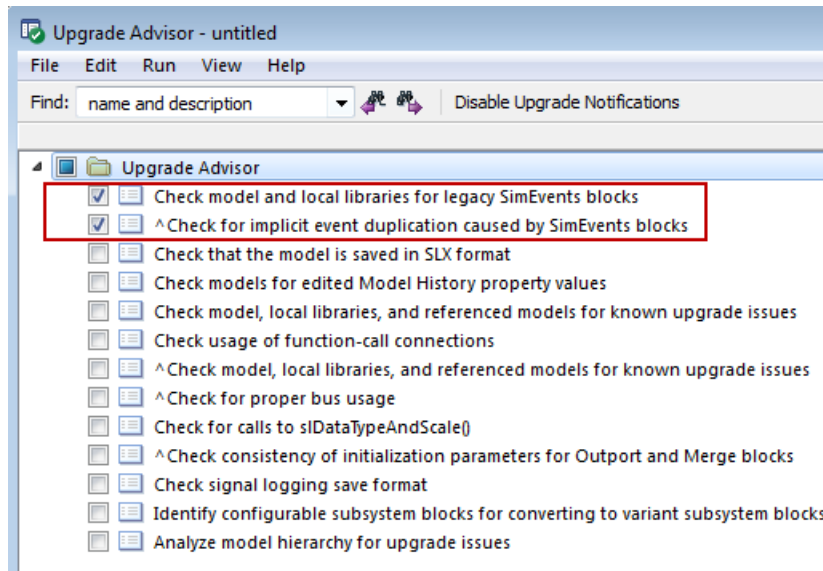 Upgrade Advisor - untitled
File Edit Run View Help
Find: name and description Disable Upgrade Notifications
Upgrade Advisor
Check model and local libraries for legacy SimEvents blocks
^Check for implicit event duplication caused by SimEvents blocks
Check that the model is saved in SLX format
Check models for edited Model History property values
Check model, local libraries, and referenced models for known upgrade issues
Check usage of function-call connections
^Check model, local libraries, and referenced models for known upgrade issues
^Check for proper bus usage
Check for calls to slDataTypeAndScale()
^Check consistency of initialization parameters for Outport and Merge blocks
Check signal logging save format
Identify configurable subsystem blocks for converting to variant subsystem blocks
Analyze model hierarchy for upgrade issues